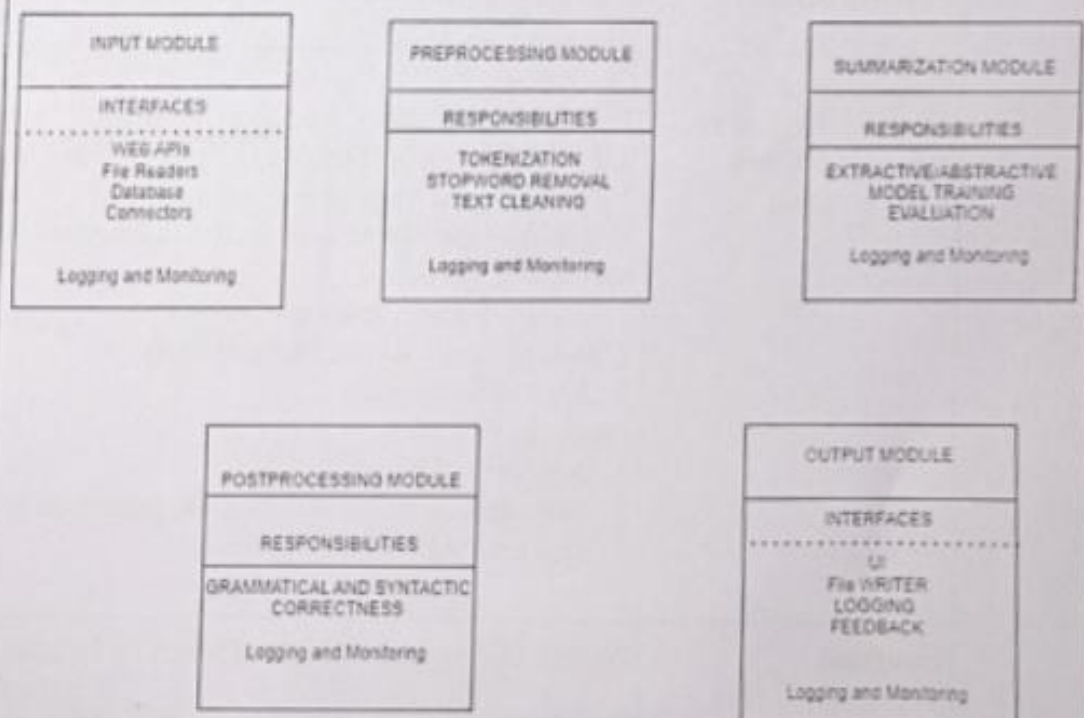 INPUT MODULE
INTERFACES
WEB APIs
File Readers
Database
Connectors
Logging and Monitoring
PREPROCESSING MODULE
RESPONSIBILITIES
TOKENIZATION
STOPWORD REMOVAL
TEXT CLEANING
Logging and Monitoring
SUMMARIZATION MODULE
RESPONSIBILITIES
EXTRACTIVE/ABSTRACTIVE
MODEL TRAINING
EVALUATION
Logging and Monitoring
POSTPROCESSING MODULE
RESPONSIBILITIES
GRAMMATICAL AND SYNTACTIC
CORRECTNESS
Logging and Monitoring
OUTPUT MODULE
INTERFACES
UI
File WRITER
LOGGING
FEEDBACK
Logging and Monitoring